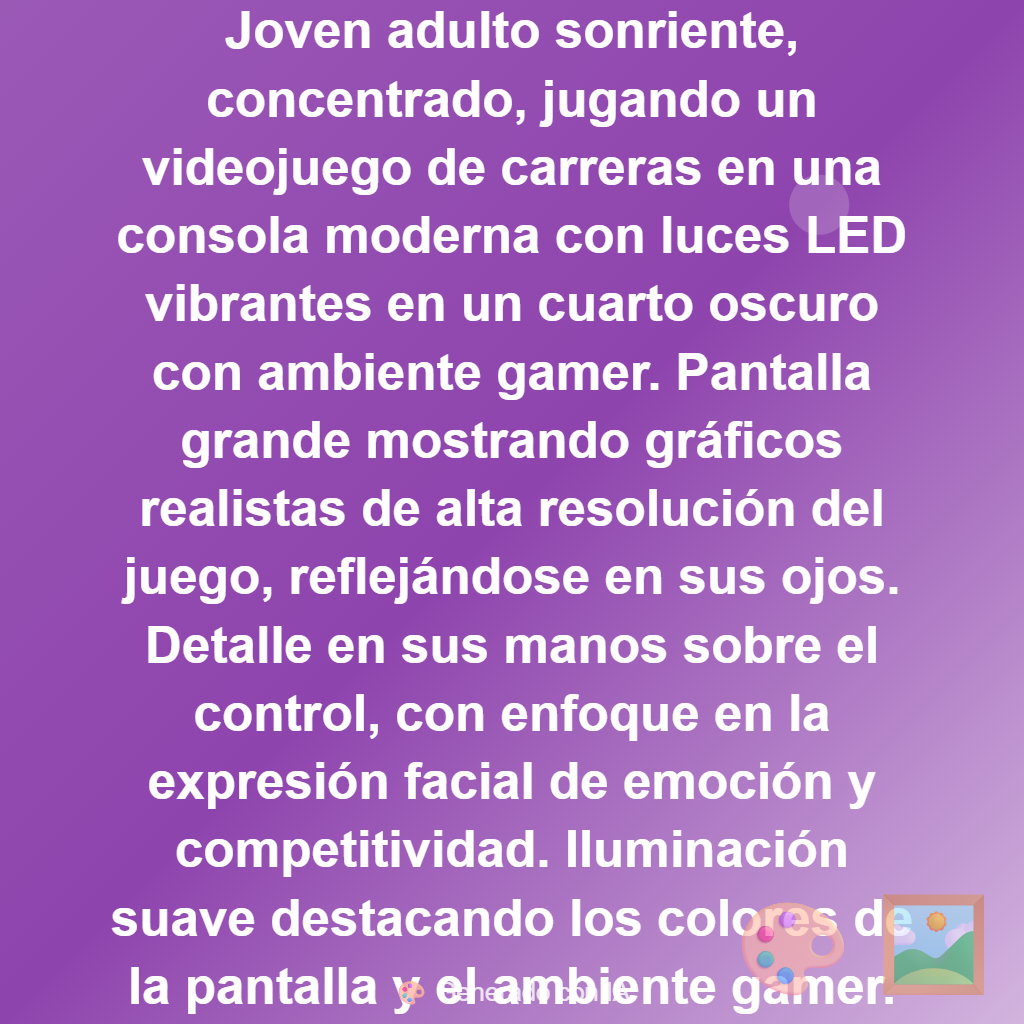 Joven adulto sonriente,
concentrado, jugando un
videojuego de carreras en una
consola moderna con luces LED
vibrantes en un cuarto oscuro
con ambiente gamer. Pantalla
grande mostrando gráficos
realistas de alta resolución del
juego, reflejándose en sus ojos.
Detalle en sus manos sobre el
control, con enfoque en la
expresión facial de emoción y
competitividad. Iluminación
suave destacando los colores de
la pantalla y el ambiente gamer.
Generado con IA